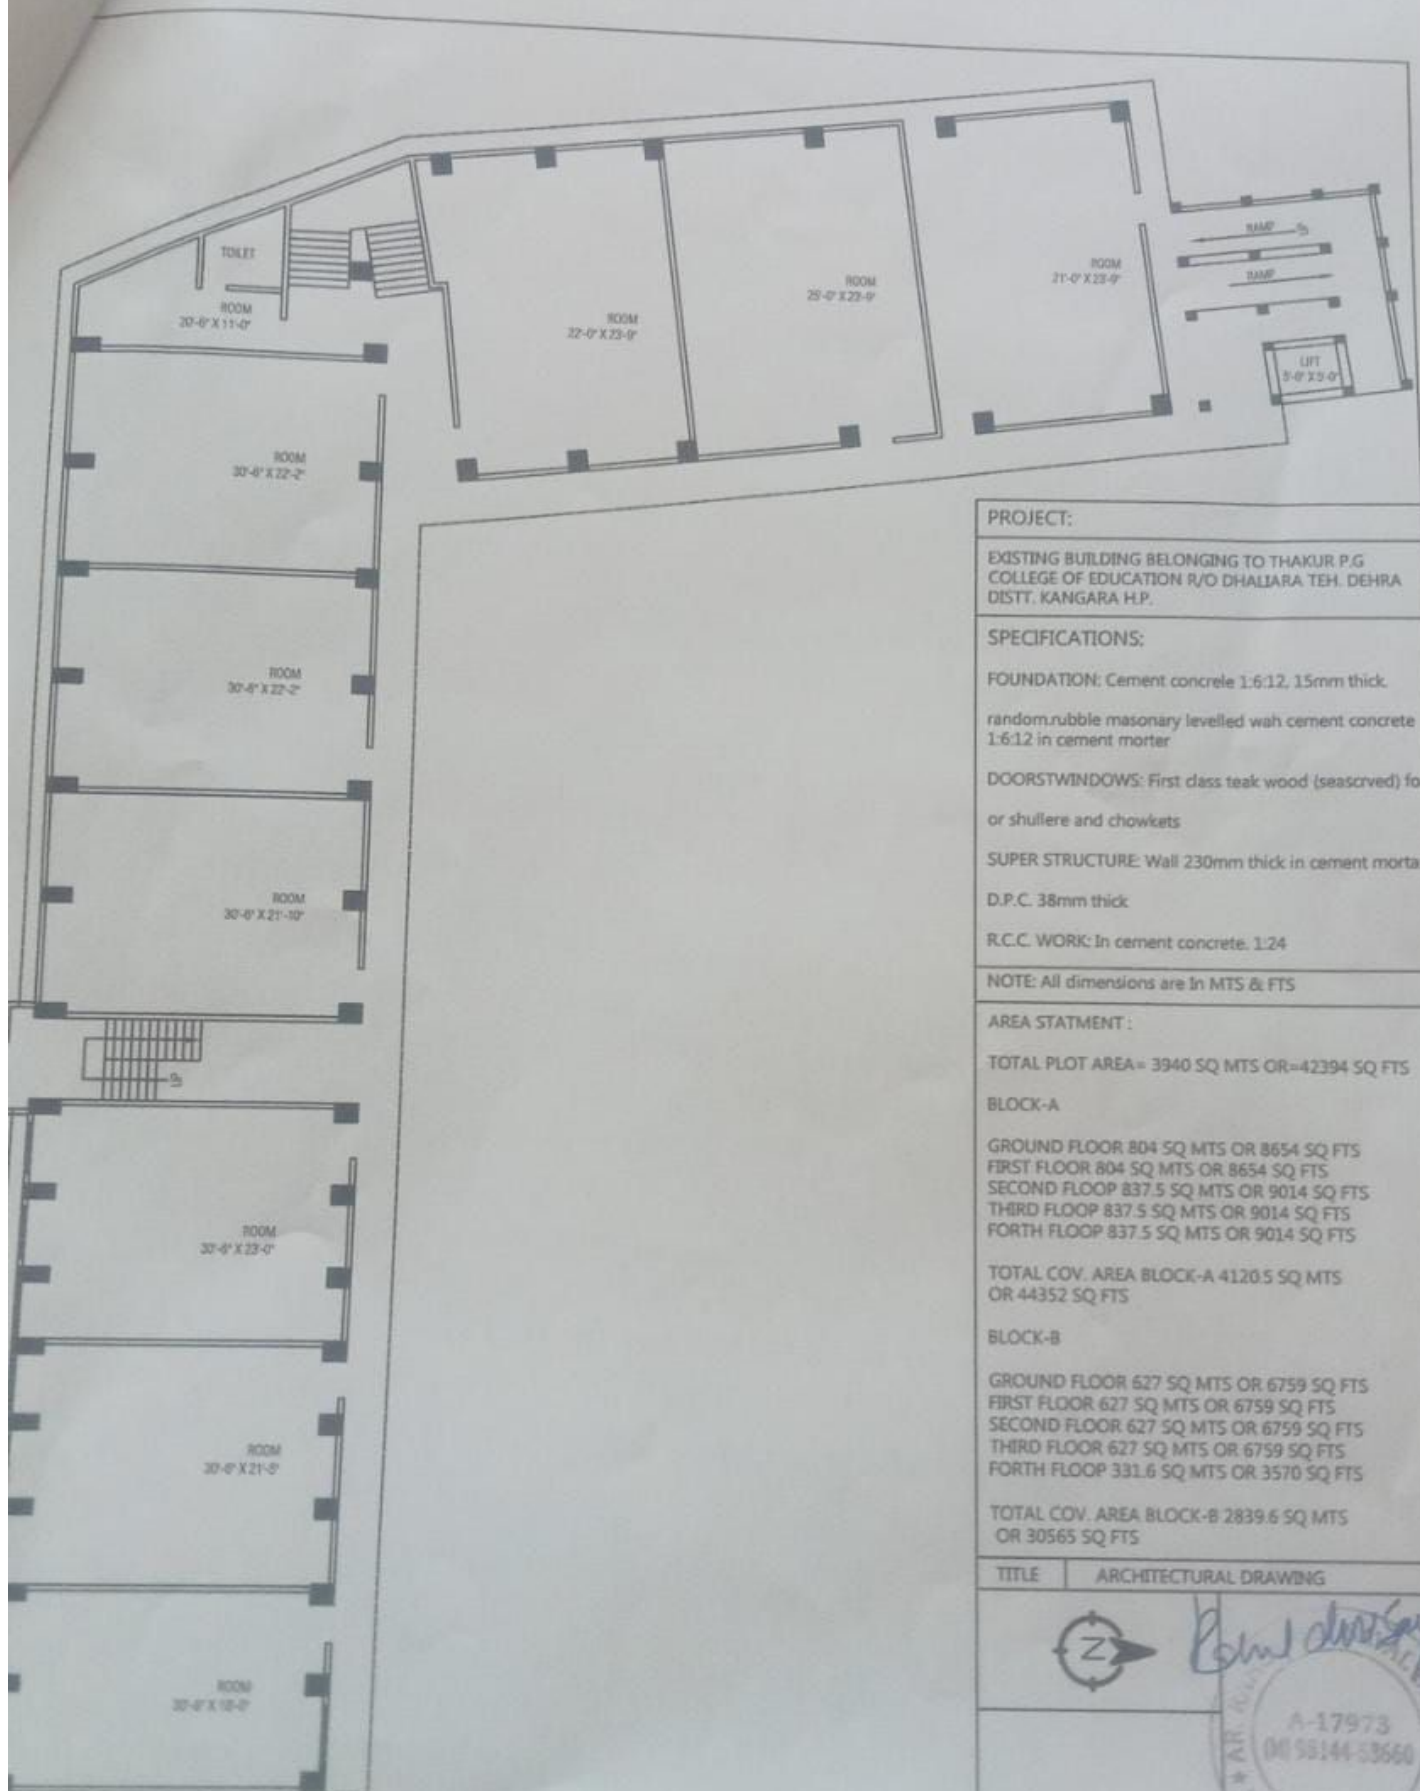 TOILET
ROOM
20'-6" X 11'-0"
ROOM
22'-0" X 23'-9"
ROOM
25'-0" X 23'-9"
ROOM
21'-0" X 23'-9"
RAMP
RAMP
LIFT
5'-0" X 5'-0"
ROOM
30'-6" X 22'-2"
ROOM
30'-6" X 22'-2"
ROOM
30'-6" X 21'-10"
ROOM
30'-6" X 23'-0"
ROOM
30'-6" X 21'-5"
ROOM
PROJECT:
EXISTING BUILDING BELONGING TO THAKUR P.G
COLLEGE OF EDUCATION R/O DHALIARA TEH. DEHRA
DISTT. KANGARA H.P.
SPECIFICATIONS:
FOUNDATION: Cement concrele 1:6:12, 15mm thick.
random.rubble masonary levelled wah cement concrete
1:6:12 in cement morter
DOORSTWINDOWS: First class teak wood (seascrved) fo
or shullere and chowkets
SUPER STRUCTURE: Wall 230mm thick in cement morta
D.P.C. 38mm thick
R.C.C. WORK: In cement concrete. 1:24
NOTE: All dimensions are In MTS & FTS
AREA STATMENT :
TOTAL PLOT AREA= 3940 SQ MTS OR=42394 SQ FTS
BLOCK-A
GROUND FLOOR 804 SQ MTS OR 8654 SQ FTS
FIRST FLOOR 804 SQ MTS OR 8654 SQ FTS
SECOND FLOOP 837.5 SQ MTS OR 9014 SQ FTS
THIRD FLOOP 837.5 SQ MTS OR 9014 SQ FTS
FORTH FLOOP 837.5 SQ MTS OR 9014 SQ FTS
TOTAL COV. AREA BLOCK-A 4120.5 SQ MTS
OR 44352 SQ FTS
BLOCK-B
GROUND FLOOR 627 SQ MTS OR 6759 SQ FTS
FIRST FLOOR 627 SQ MTS OR 6759 SQ FTS
SECOND FLOOR 627 SQ MTS OR 6759 SQ FTS
THIRD FLOOR 627 SQ MTS OR 6759 SQ FTS
FORTH FLOOP 331.6 SQ MTS OR 3570 SQ FTS
TOTAL COV. AREA BLOCK-B 2839.6 SQ MTS
OR 30565 SQ FTS
TITLE
ARCHITECTURAL DRAWING
N
AR.
A-17973